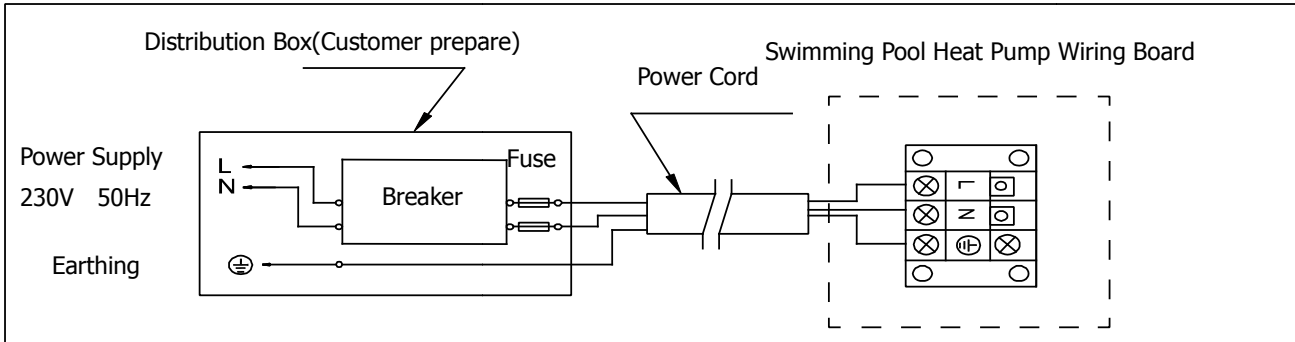 Distribution Box(Customer prepare)
Swimming Pool Heat Pump Wiring Board
Power Cord
Power Supply
230V 50Hz
Earthing
L
N
Breaker
Fuse
L
N